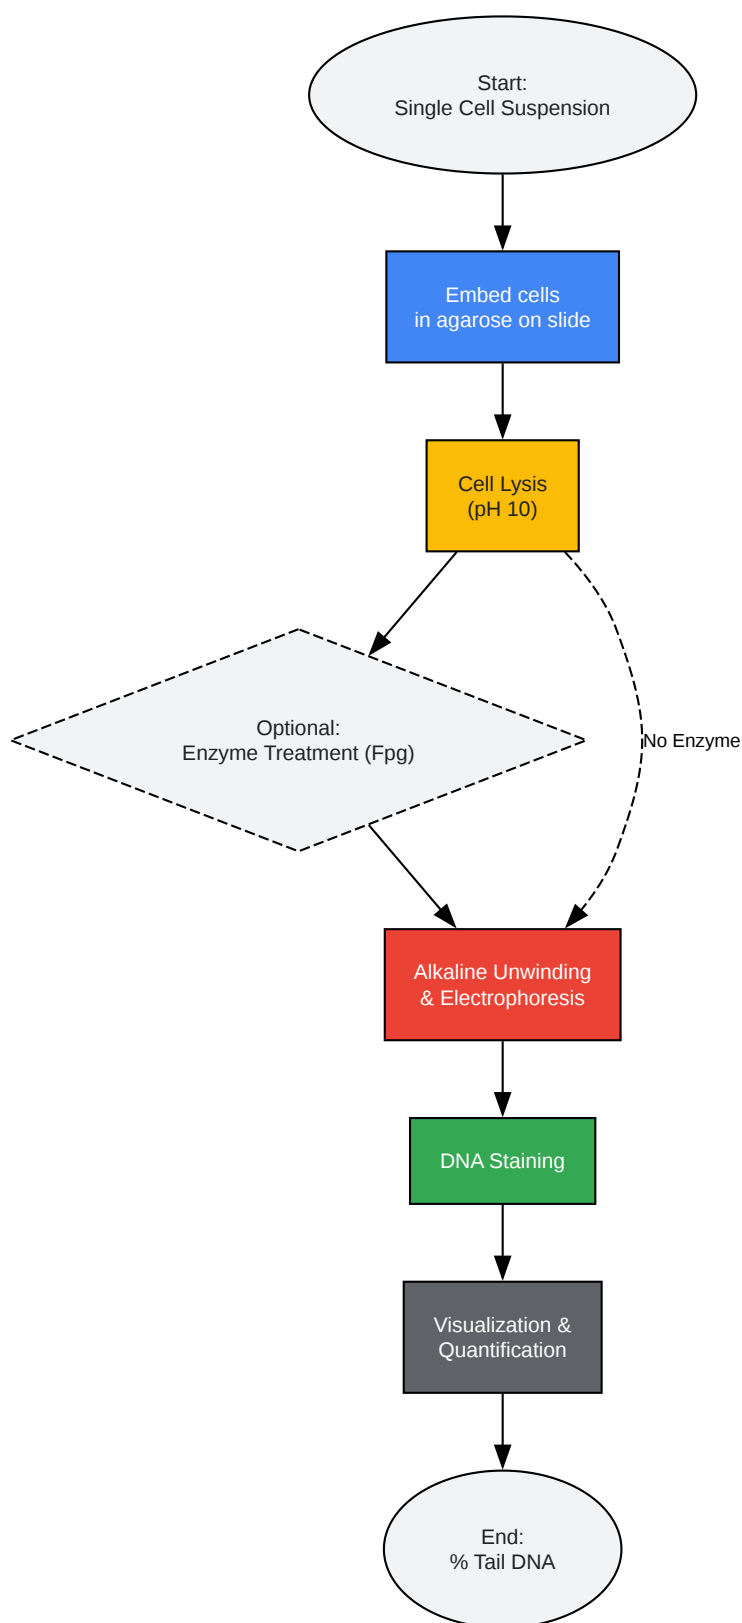 Start:
Single Cell Suspension
Embed cells
in agarose on slide
Cell Lysis
(pH 10)
Optional:
Enzyme Treatment (Fpg)
No Enzyme
Alkaline Unwinding
& Electrophoresis
DNA Staining
Visualization &
Quantification
End:
% Tail DNA